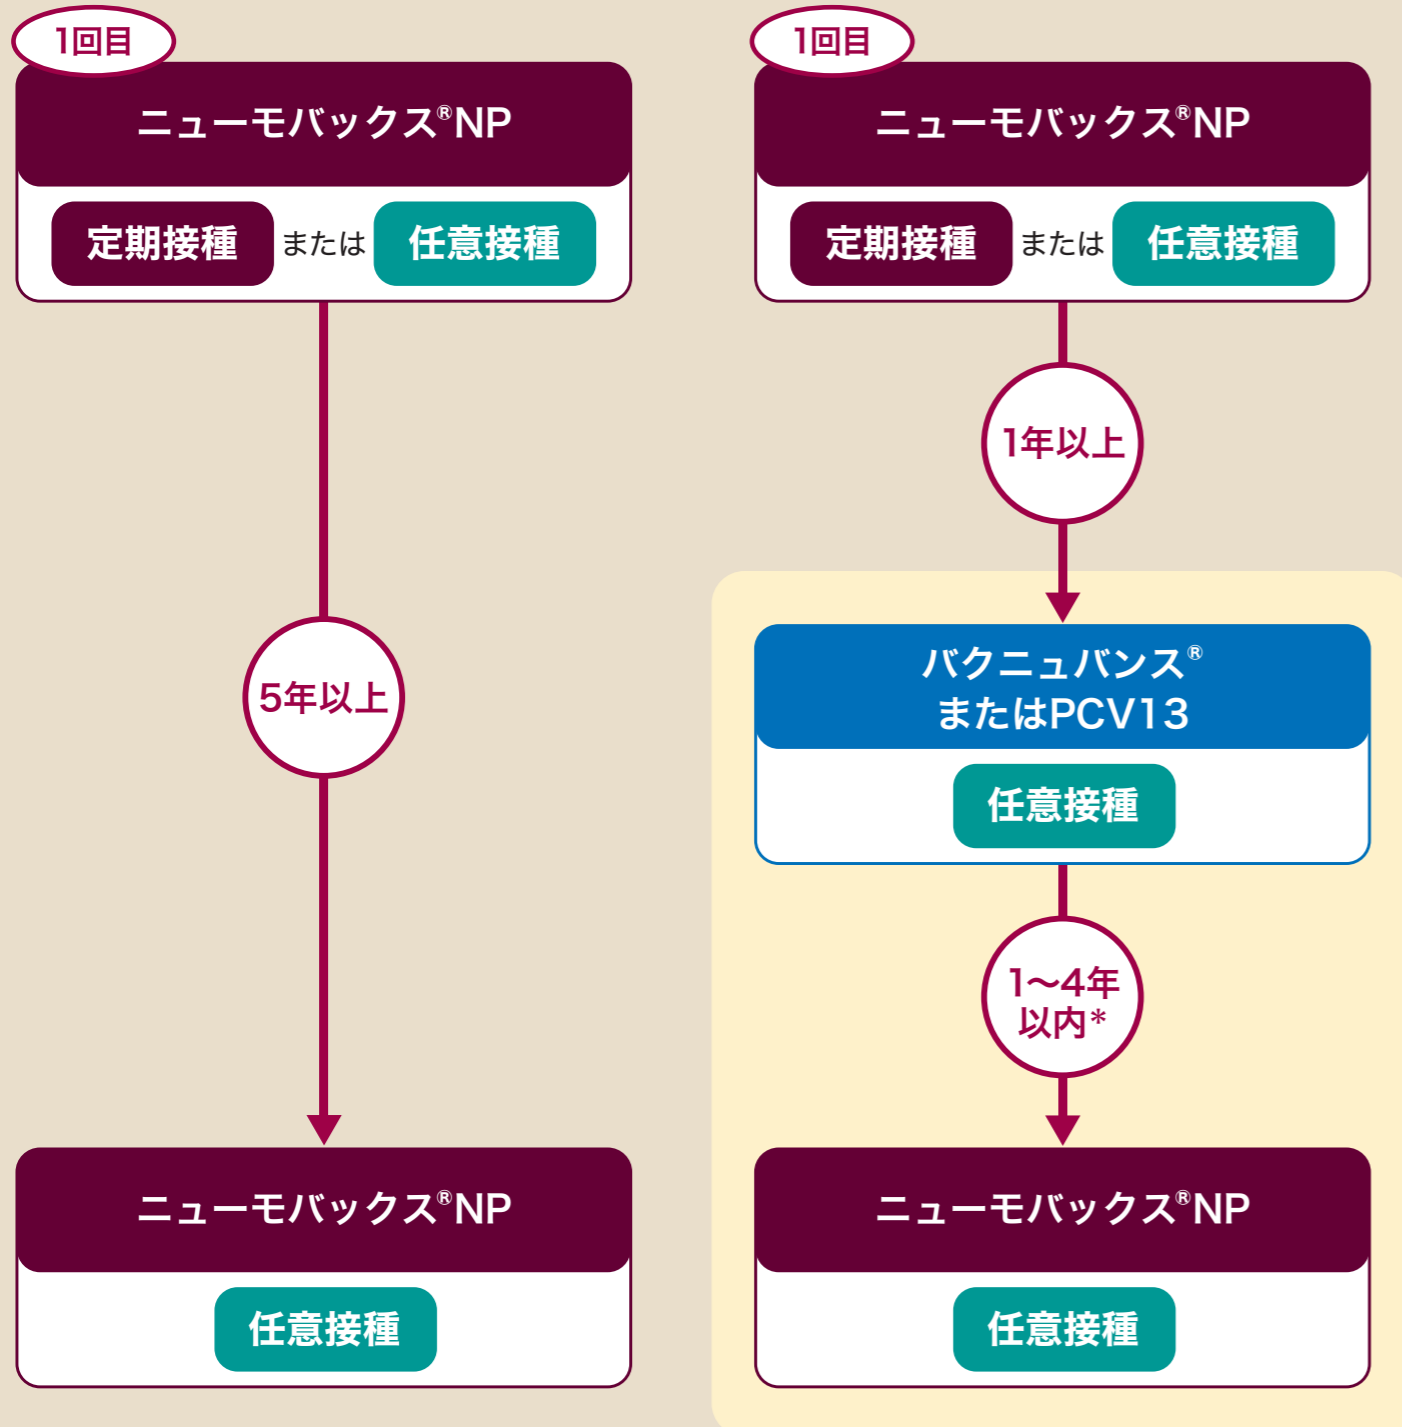 1回目
ニューモバックス®NP
定期接種 または 任意接種
5年以上
ニューモバックス®NP
任意接種
1回目
ニューモバックス®NP
定期接種 または 任意接種
1年以上
バクニュバンス®
またはPCV13
任意接種
1〜4年
以内*
ニューモバックス®NP
任意接種